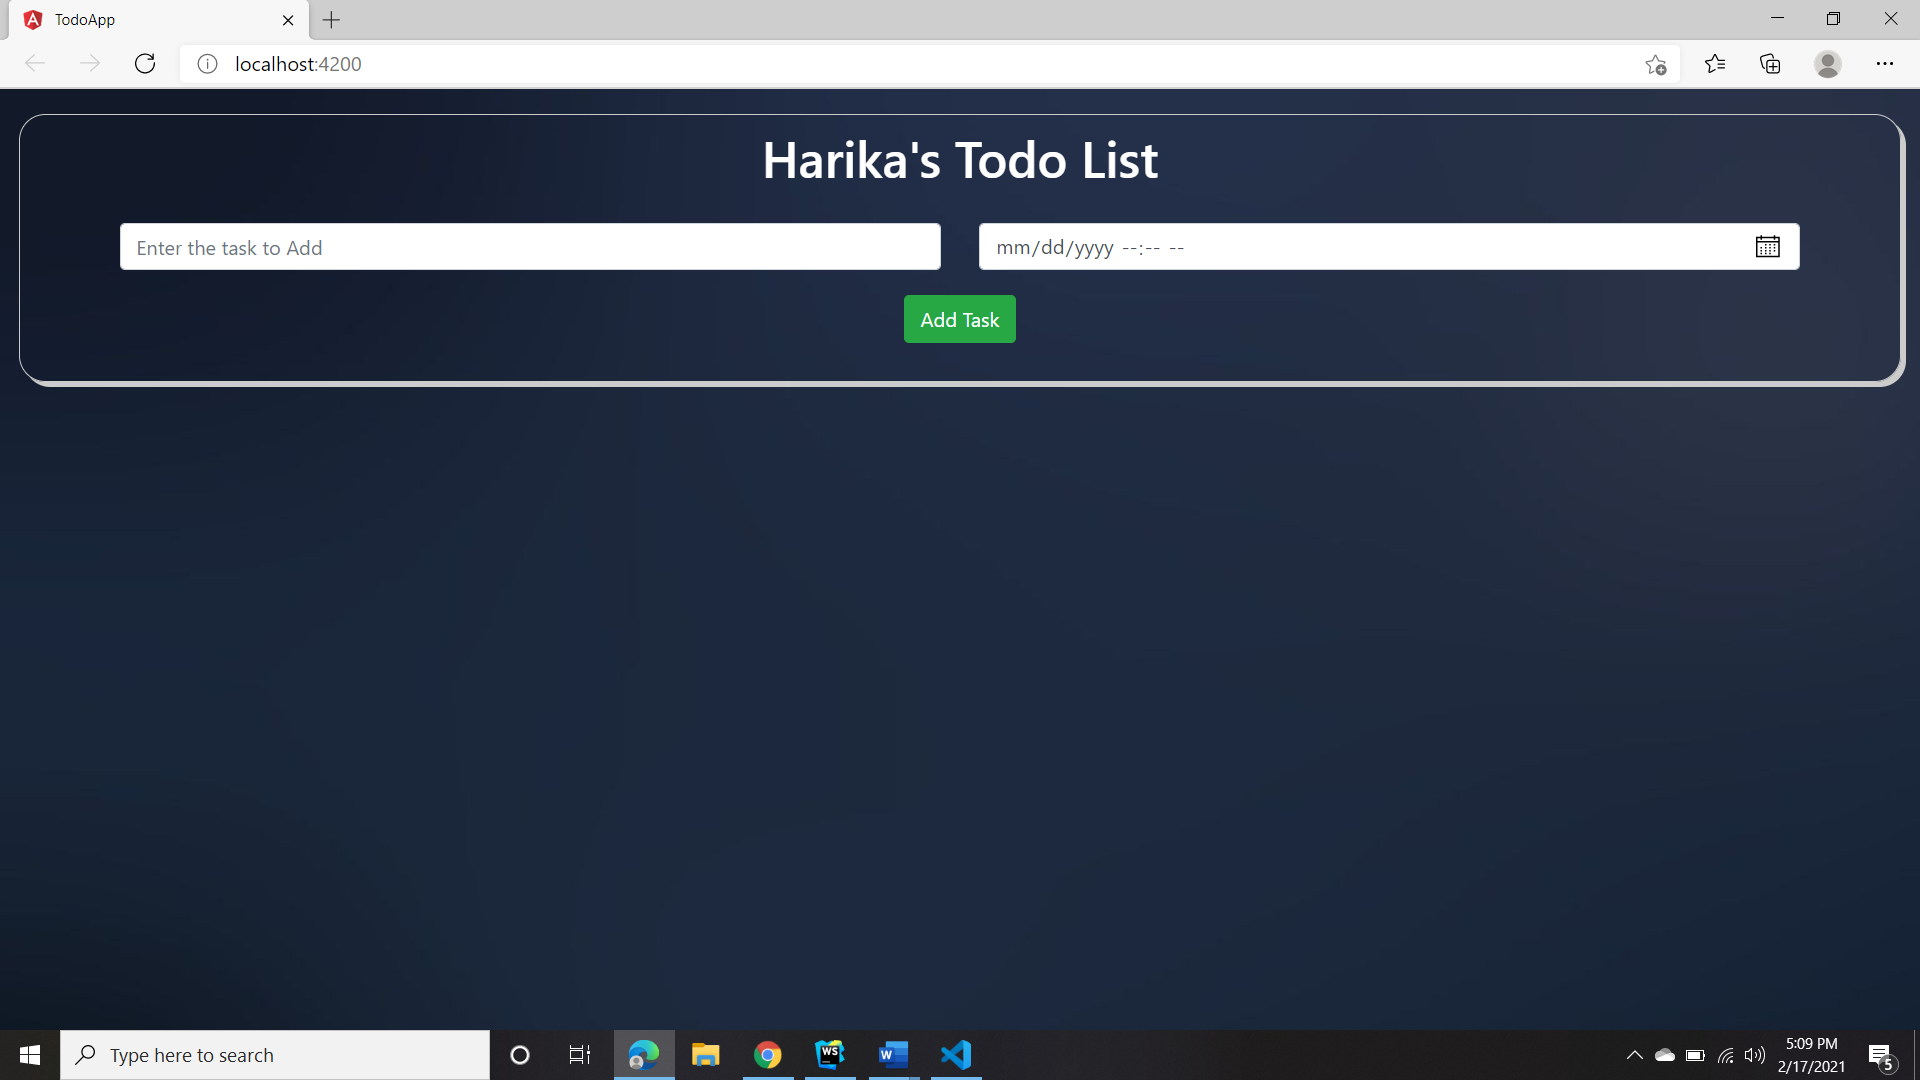 TodoApp
localhost:4200
Harika's Todo List
Enter the task to Add
mm/dd/yyyy --:-- --
Add Task
Type here to search
WS
W
5:09 PM
2/17/2021
5